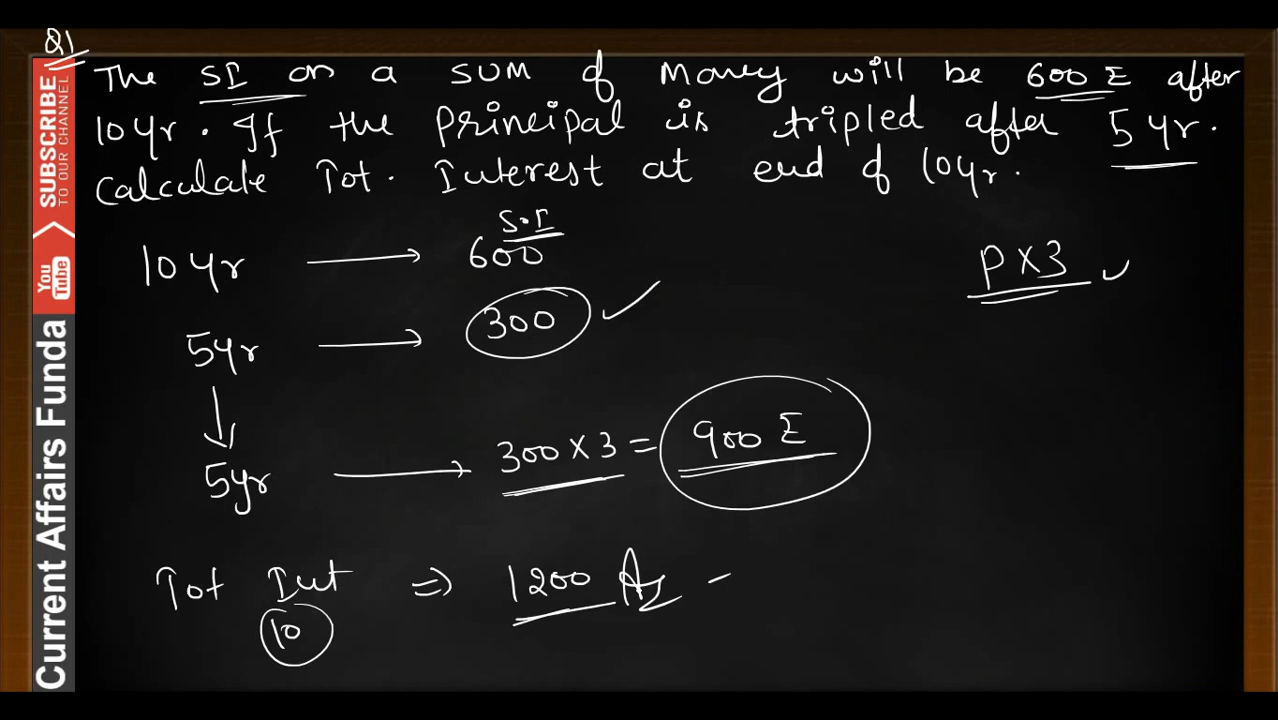 Q1
The SI on a SUM of Money will be 600 Σ after
10yr. If the principal is tripled after 5yr.
Calculate Tot. Interest at end of 10yr.
S.I
10yr → 600
P×3 ✓
5yr → 300 ✓
5yr → 300×3 = 900 Σ
Tot Int ⇒ 1200 As -
10
SUBSCRIBE
TO OUR CHANNEL
You
Tube
Current Affairs Funda